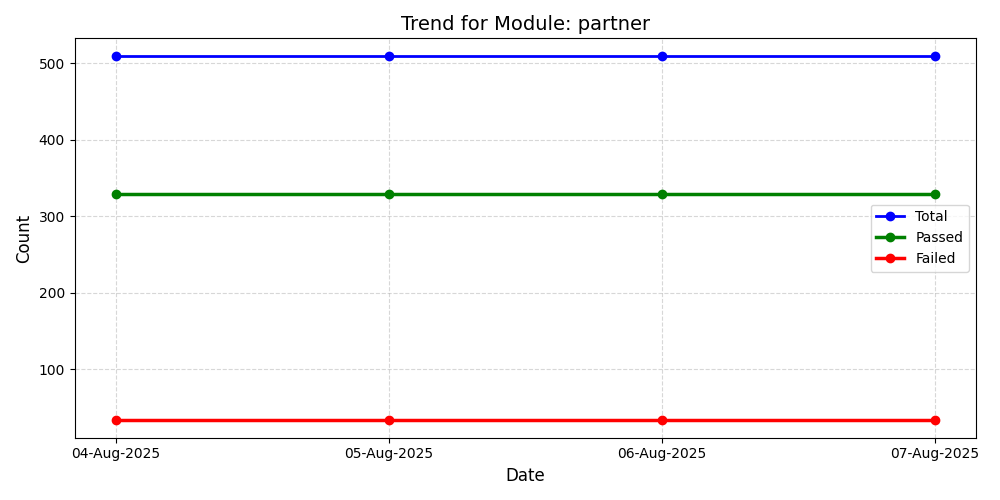 Trend for Module: partner
Count
500
400
300
200
100
Total
Passed
Failed
04-Aug-2025
05-Aug-2025
06-Aug-2025
07-Aug-2025
Date